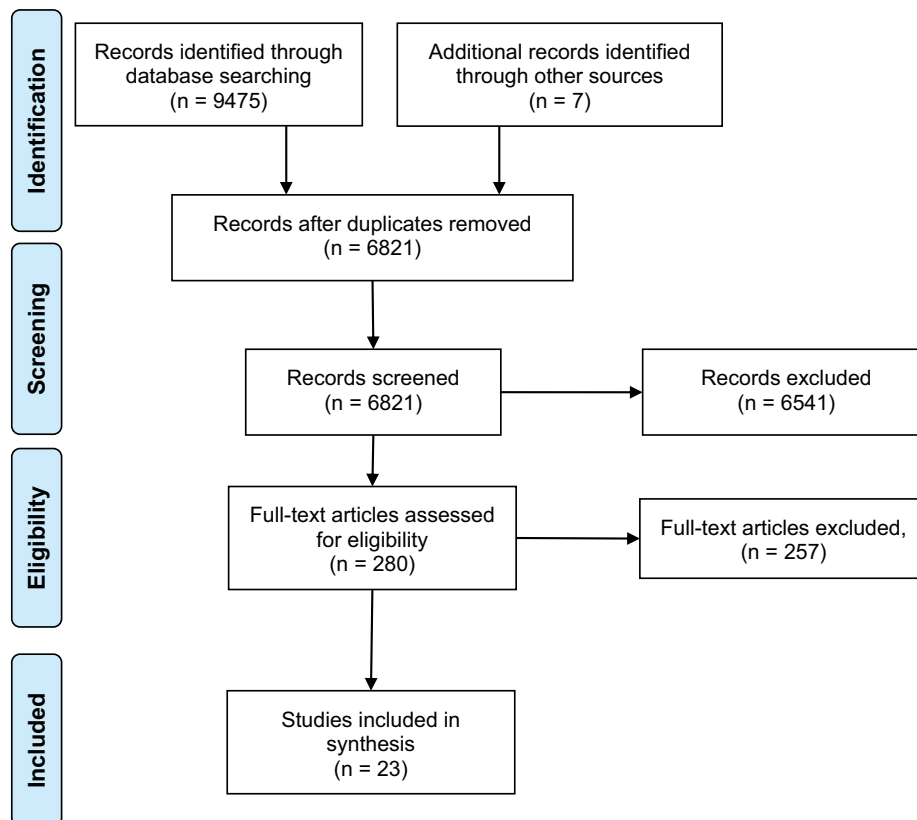 Identification
Records identified through
database searching
(n = 9475)
Additional records identified
through other sources
(n = 7)
Records after duplicates removed
(n = 6821)
Screening
Records screened
(n = 6821)
Records excluded
(n = 6541)
Eligibility
Full-text articles assessed
for eligibility
(n = 280)
Full-text articles excluded,
(n = 257)
Included
Studies included in
synthesis
(n = 23)